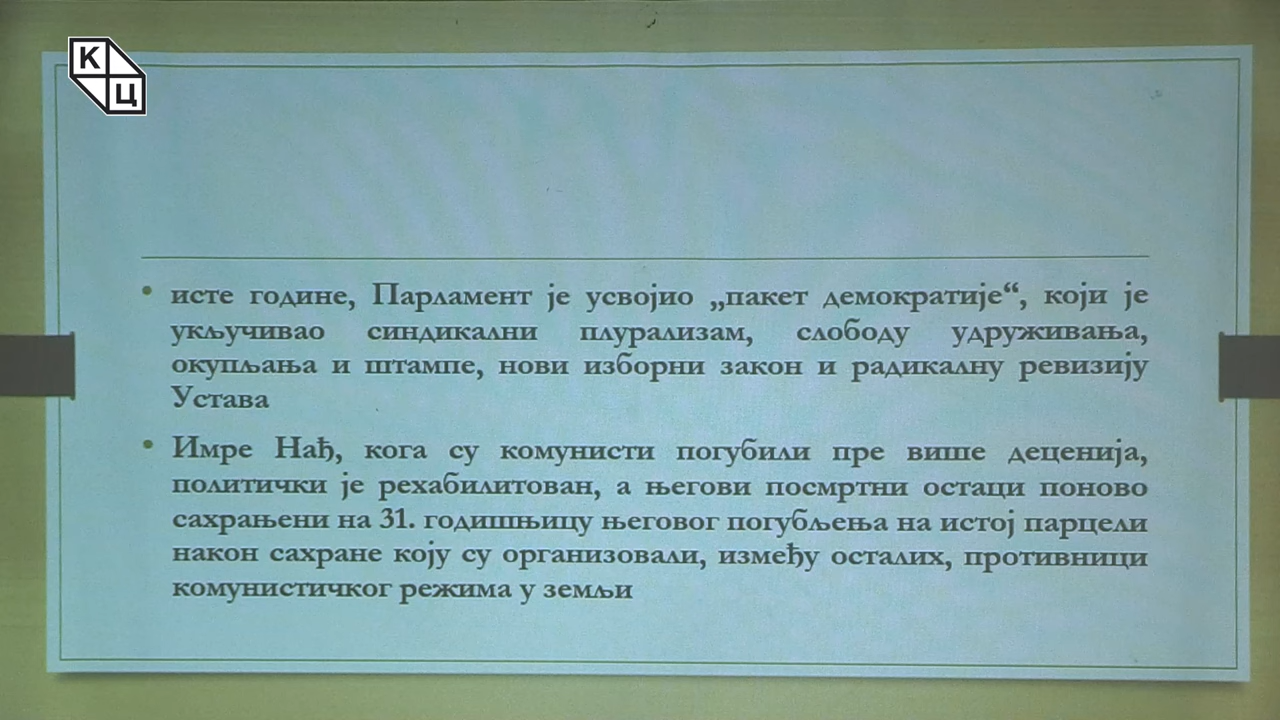 К
Ц
• исте године, Парламент је усвојио „пакет демократије“, који је
укључивао синдикални плурализам, слободу удруживања,
окупљања и штампе, нови изборни закон и радикалну ревизију
Устава
• Имре Нађ, кога су комунисти погубили пре више деценија,
политички је рехабилитован, а његови посмртни остаци поново
сахрањени на 31. годишњицу његовог погубљења на истој парцели
након сахране коју су организовали, између осталих, противници
комунистичког режима у земљи